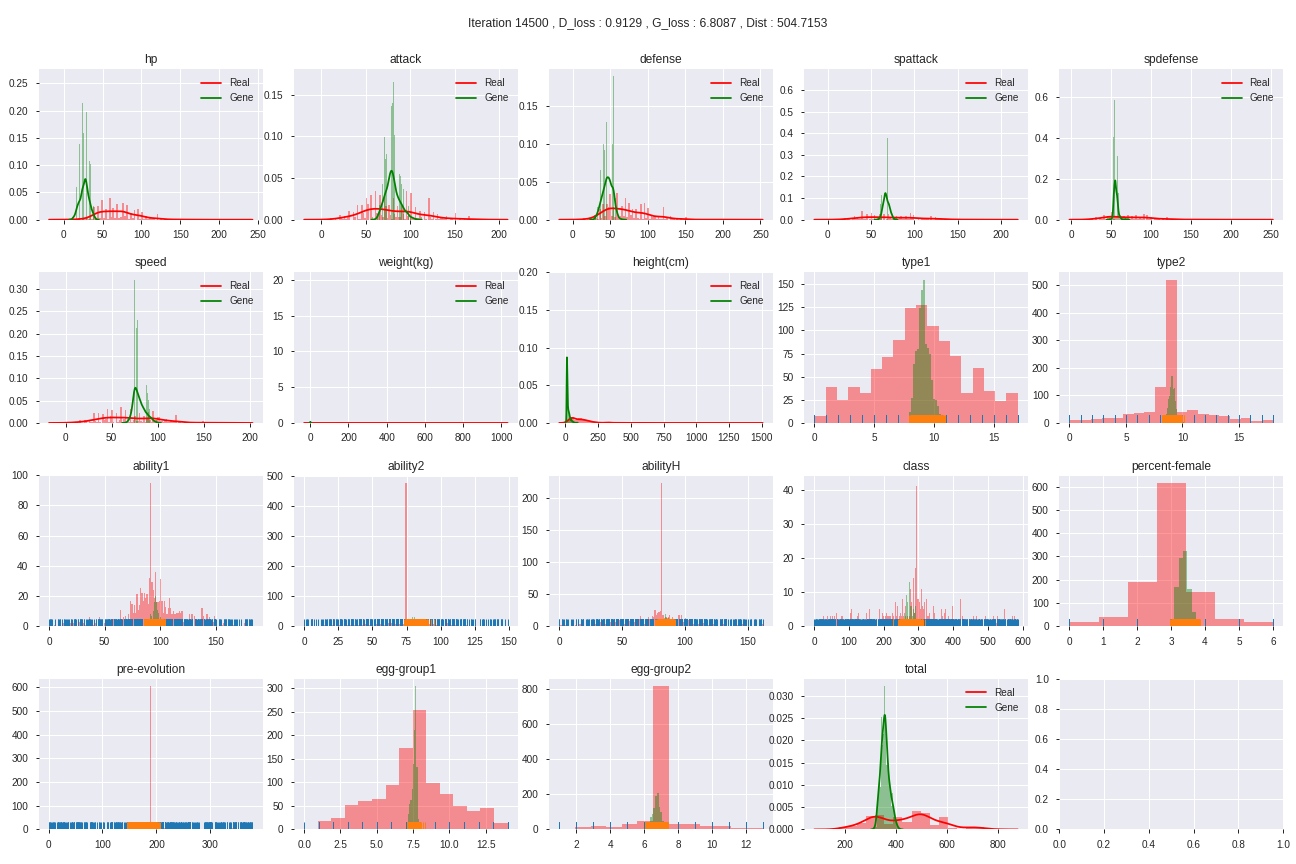 Iteration 14500 , D_loss : 0.9129 , G_loss : 6.8087 , Dist : 504.7153
hp attack defense spattack spdefense
0.25 0.20 0.15 0.10 0.05 0.00
0 50 100 150 200 250
Real
Gene
0.15 0.10 0.05 0.00
0 50 100 150 200
Real
Gene
0.15 0.10 0.05 0.00
0 50 100 150 200 250
Real
Gene
0.6 0.5 0.4 0.3 0.2 0.1 0.0
0 50 100 150 200
Real
Gene
0.6 0.4 0.2 0.0
0 50 100 150 200 250
Real
Gene
speed weight(kg) height(cm) type1 type2
0.30 0.25 0.20 0.15 0.10 0.05 0.00
0 50 100 150 200
Real
Gene
20 15 10 5 0
0 200 400 600 800 1000
Real
Gene
0.20 0.15 0.10 0.05 0.00
0 250 500 750 1000 1250 1500
Real
Gene
150 125 100 75 50 25 0
0 5 10 15
500 400 300 200 100 0
0 5 10 15
ability1 ability2 abilityH class percent-female
100 80 60 40 20 0
0 50 100 150
500 400 300 200 100 0
0 25 50 75 100 125 150
200 150 100 50 0
0 50 100 150
40 30 20 10 0
0 100 200 300 400 500 600
600 500 400 300 200 100 0
0 1 2 3 4 5 6
pre-evolution egg-group1 egg-group2 total
600 500 400 300 200 100 0
0 100 200 300
300 250 200 150 100 50 0
0.0 2.5 5.0 7.5 10.0 12.5
800 600 400 200 0
2 4 6 8 10 12
0.030 0.025 0.020 0.015 0.010 0.005 0.000
200 400 600 800
Real
Gene
1.0 0.8 0.6 0.4 0.2 0.0
0.0 0.2 0.4 0.6 0.8 1.0